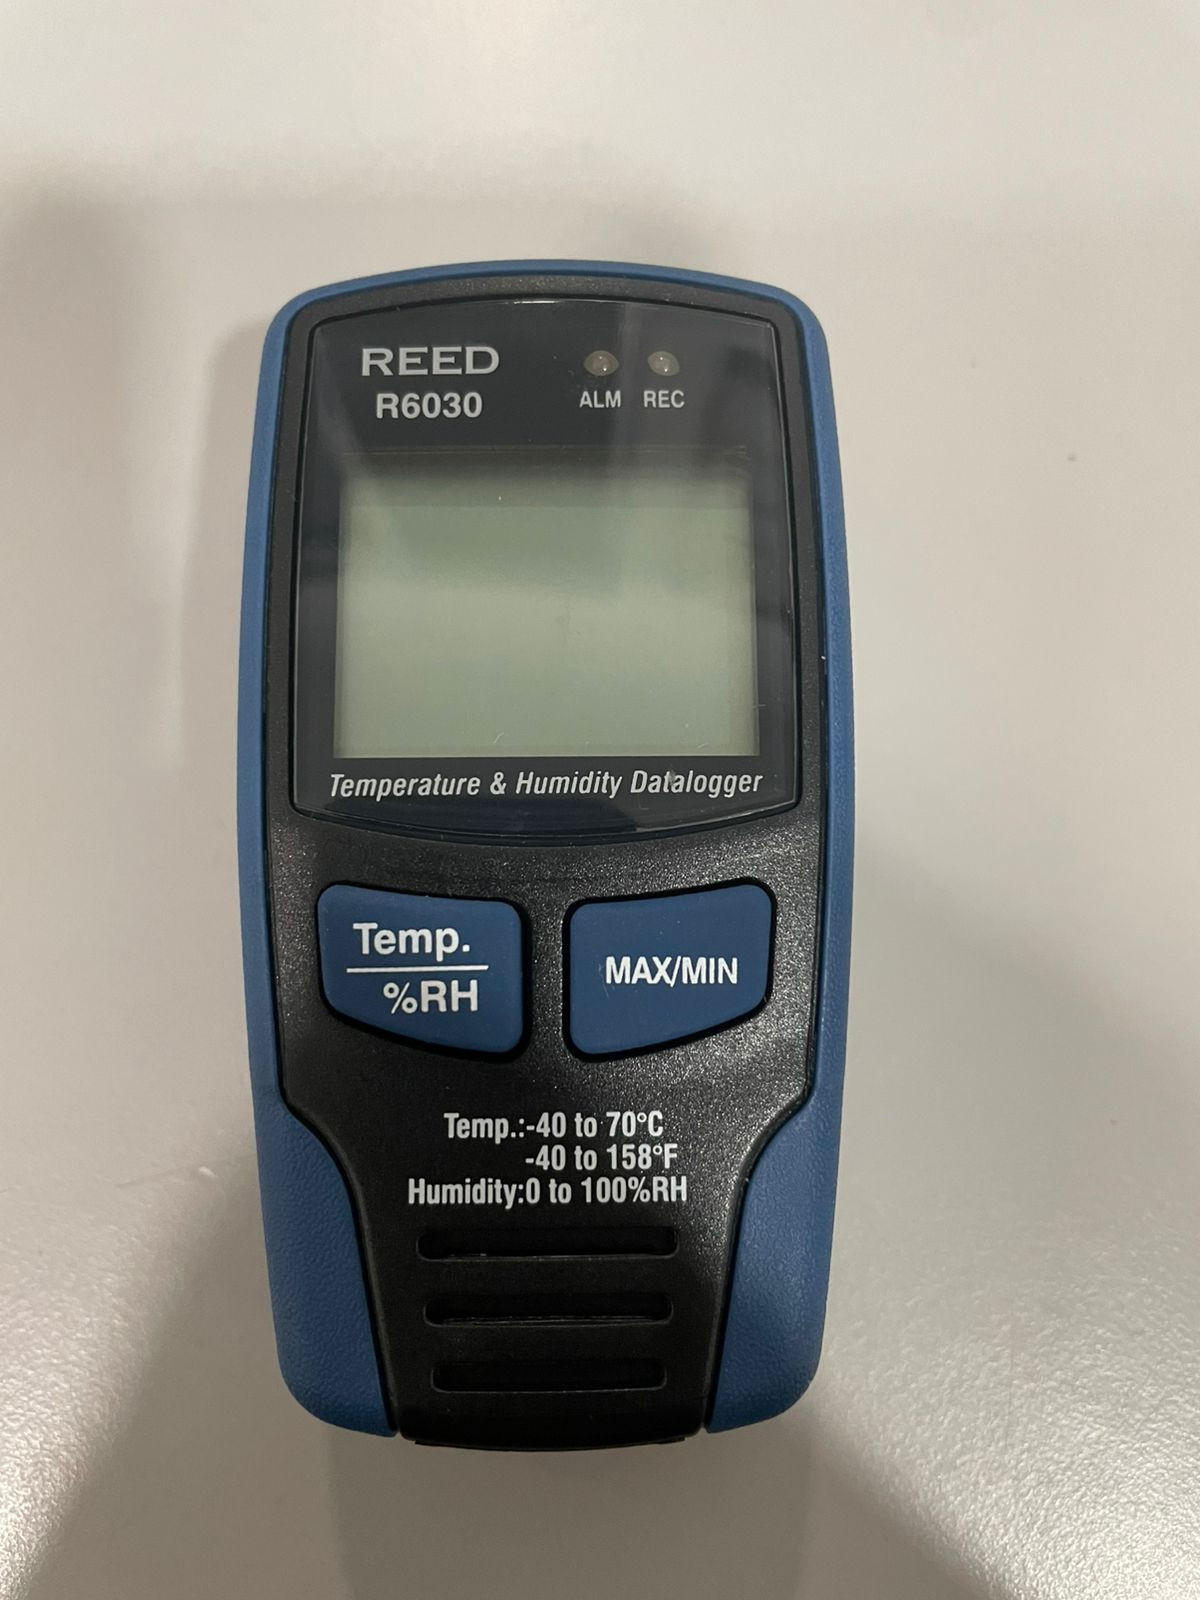 REED
R6030
ALM REC
Temperature & Humidity Datalogger
Temp.
%RH
MAX/MIN
Temp.:-40 to 70°C
-40 to 158°F
Humidity:0 to 100%RH